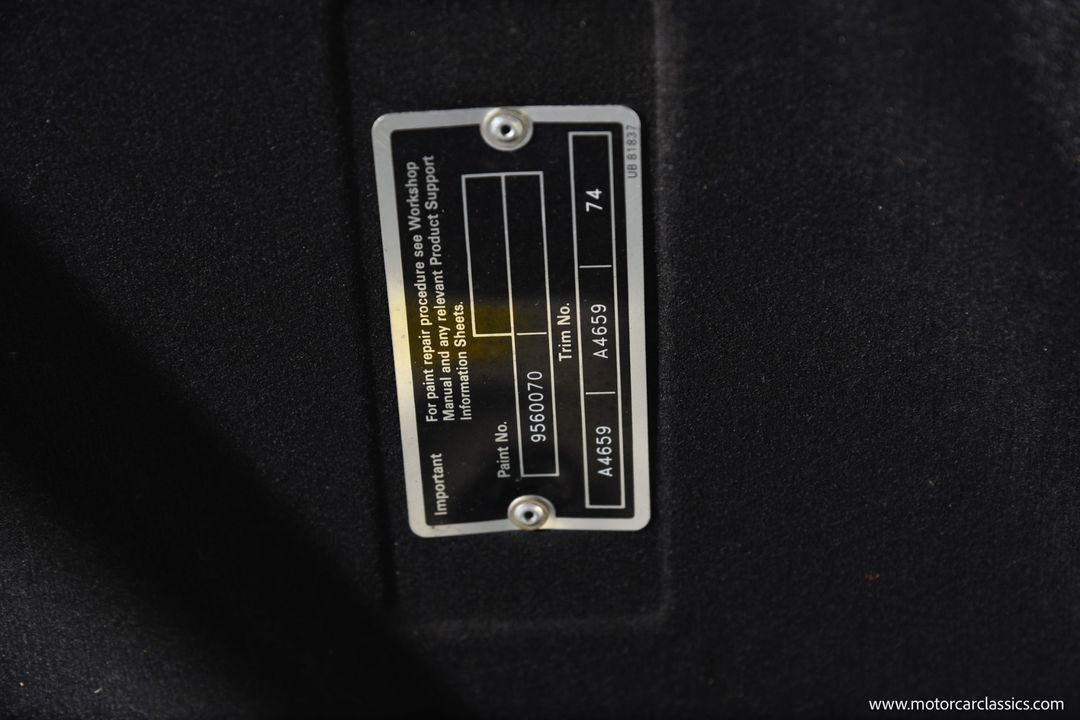 Important
For paint repair procedure see Workshop
Manual and any relevant Product Support
Information Sheets.
Paint No.
9560070
Trim No.
A4659 A4659 74
UB 81837
www.motorcarclassics.com